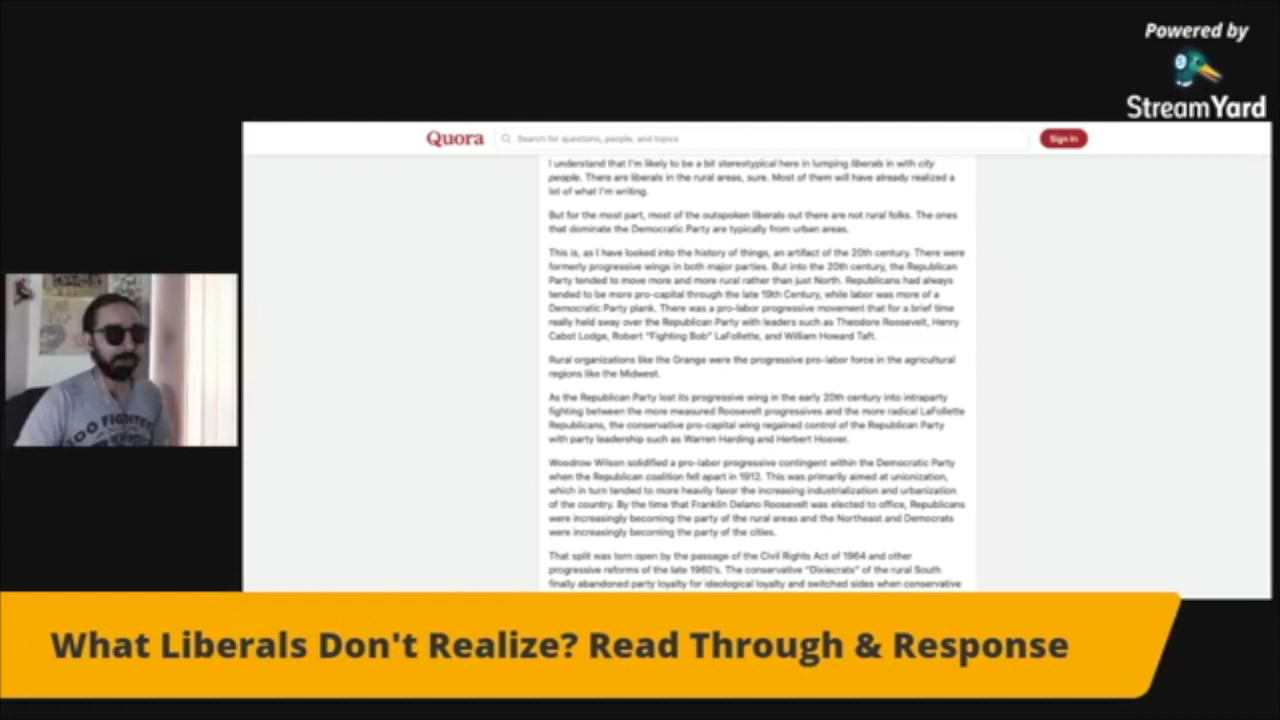 Powered by
StreamYard
Quora
Search for questions, people, and topics
Sign In
I understand that I'm likely to be a bit stereotypical here in lumping liberals in with city
people. There are liberals in the rural areas, sure. Most of them will have already realized a
lot of what I'm writing.
But for the most part, most of the outspoken liberals out there are not rural folks. The ones
that dominate the Democratic Party are typically from urban areas.
This is, as I have looked into the history of things, an artifact of the 20th century. There were
formerly progressive wings in both major parties. But into the 20th century, the Republican
Party tended to move more and more rural rather than just North. Republicans had always
tended to be more pro-capital through the late 19th Century, while labor was more of a
Democratic Party plank. There was a pro-labor progressive movement that for a brief time
really held sway over the Republican Party with leaders such as Theodore Roosevelt, Henry
Cabot Lodge, Robert "Fighting Bob" LaFollette, and William Howard Taft.
Rural organizations like the Grange were the progressive pro-labor force in the agricultural
regions like the Midwest.
As the Republican Party lost its progressive wing in the early 20th century into intraparty
fighting between the more measured Roosevelt progressives and the more radical LaFollette
Republicans, the conservative pro-capital wing regained control of the Republican Party
with party leadership such as Warren Harding and Herbert Hoover.
Woodrow Wilson solidified a pro-labor progressive contingent within the Democratic Party
when the Republican coalition fell apart in 1912. This was primarily aimed at unionization,
which in turn tended to more heavily favor the increasing industrialization and urbanization
of the country. By the time that Franklin Delano Roosevelt was elected to office, Republicans
were increasingly becoming the party of the rural areas and the Northeast and Democrats
were increasingly becoming the party of the cities.
That split was torn open by the passage of the Civil Rights Act of 1964 and other
progressive reforms of the late 1960's. The conservative "Dixiecrats" of the rural South
finally abandoned party loyalty for ideological loyalty and switched sides when conservative
FIGHTER
What Liberals Don't Realize? Read Through & Response